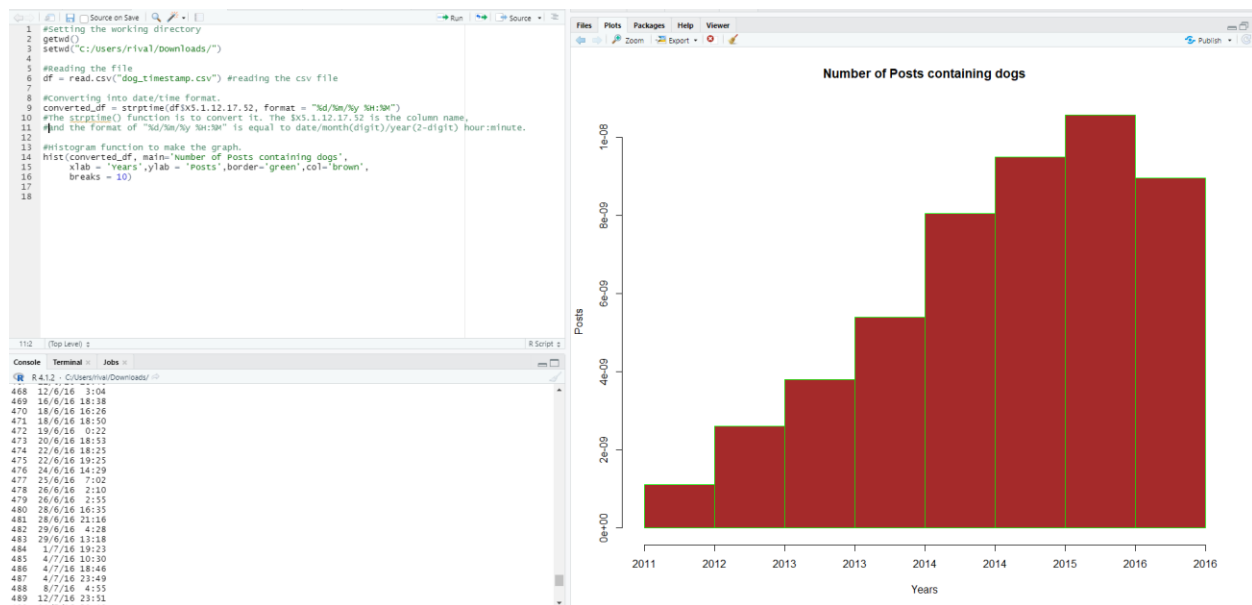 Source on Save Run Source
1 #Setting the working directory
2 getwd()
3 setwd("C:/Users/rival/Downloads/")
4
5 #Reading the file
6 df = read.csv("dog_timestamp.csv") #reading the csv file
7
8 #Converting into date/time format.
9 converted_df = strptime(df$X5.1.12.17.52, format = "%d/%m/%y %H:%M")
10 #The strptime() function is to convert it. The $X5.1.12.17.52 is the column name,
11 #and the format of "%d/%m/%y %H:%M" is equal to date/month(digit)/year(2-digit) hour:minute.
12
13 #Histogram function to make the graph.
14 hist(converted_df, main='Number of Posts containing dogs',
15 xlab = 'Years',ylab = 'Posts',border='green',col='brown',
16 breaks = 10)
17
18
11:2 (Top Level) R Script
Console Terminal Jobs
R 4.1.2 · C:/Users/rival/Downloads/
468 12/6/16 3:04
469 16/6/16 18:38
470 18/6/16 16:26
471 18/6/16 18:50
472 19/6/16 0:22
473 20/6/16 18:53
474 22/6/16 18:25
475 22/6/16 19:25
476 24/6/16 14:29
477 25/6/16 7:02
478 26/6/16 2:10
479 26/6/16 2:55
480 28/6/16 16:35
481 28/6/16 21:16
482 29/6/16 4:28
483 29/6/16 13:18
484 1/7/16 19:23
485 4/7/16 10:30
486 4/7/16 18:46
487 4/7/16 23:49
488 8/7/16 4:55
489 12/7/16 23:51
Files Plots Packages Help Viewer
Zoom Export Publish
Number of Posts containing dogs
1e-08
8e-09
6e-09
4e-09
2e-09
0e+00
Posts
2011 2012 2013 2013 2014 2014 2015 2016 2016
Years